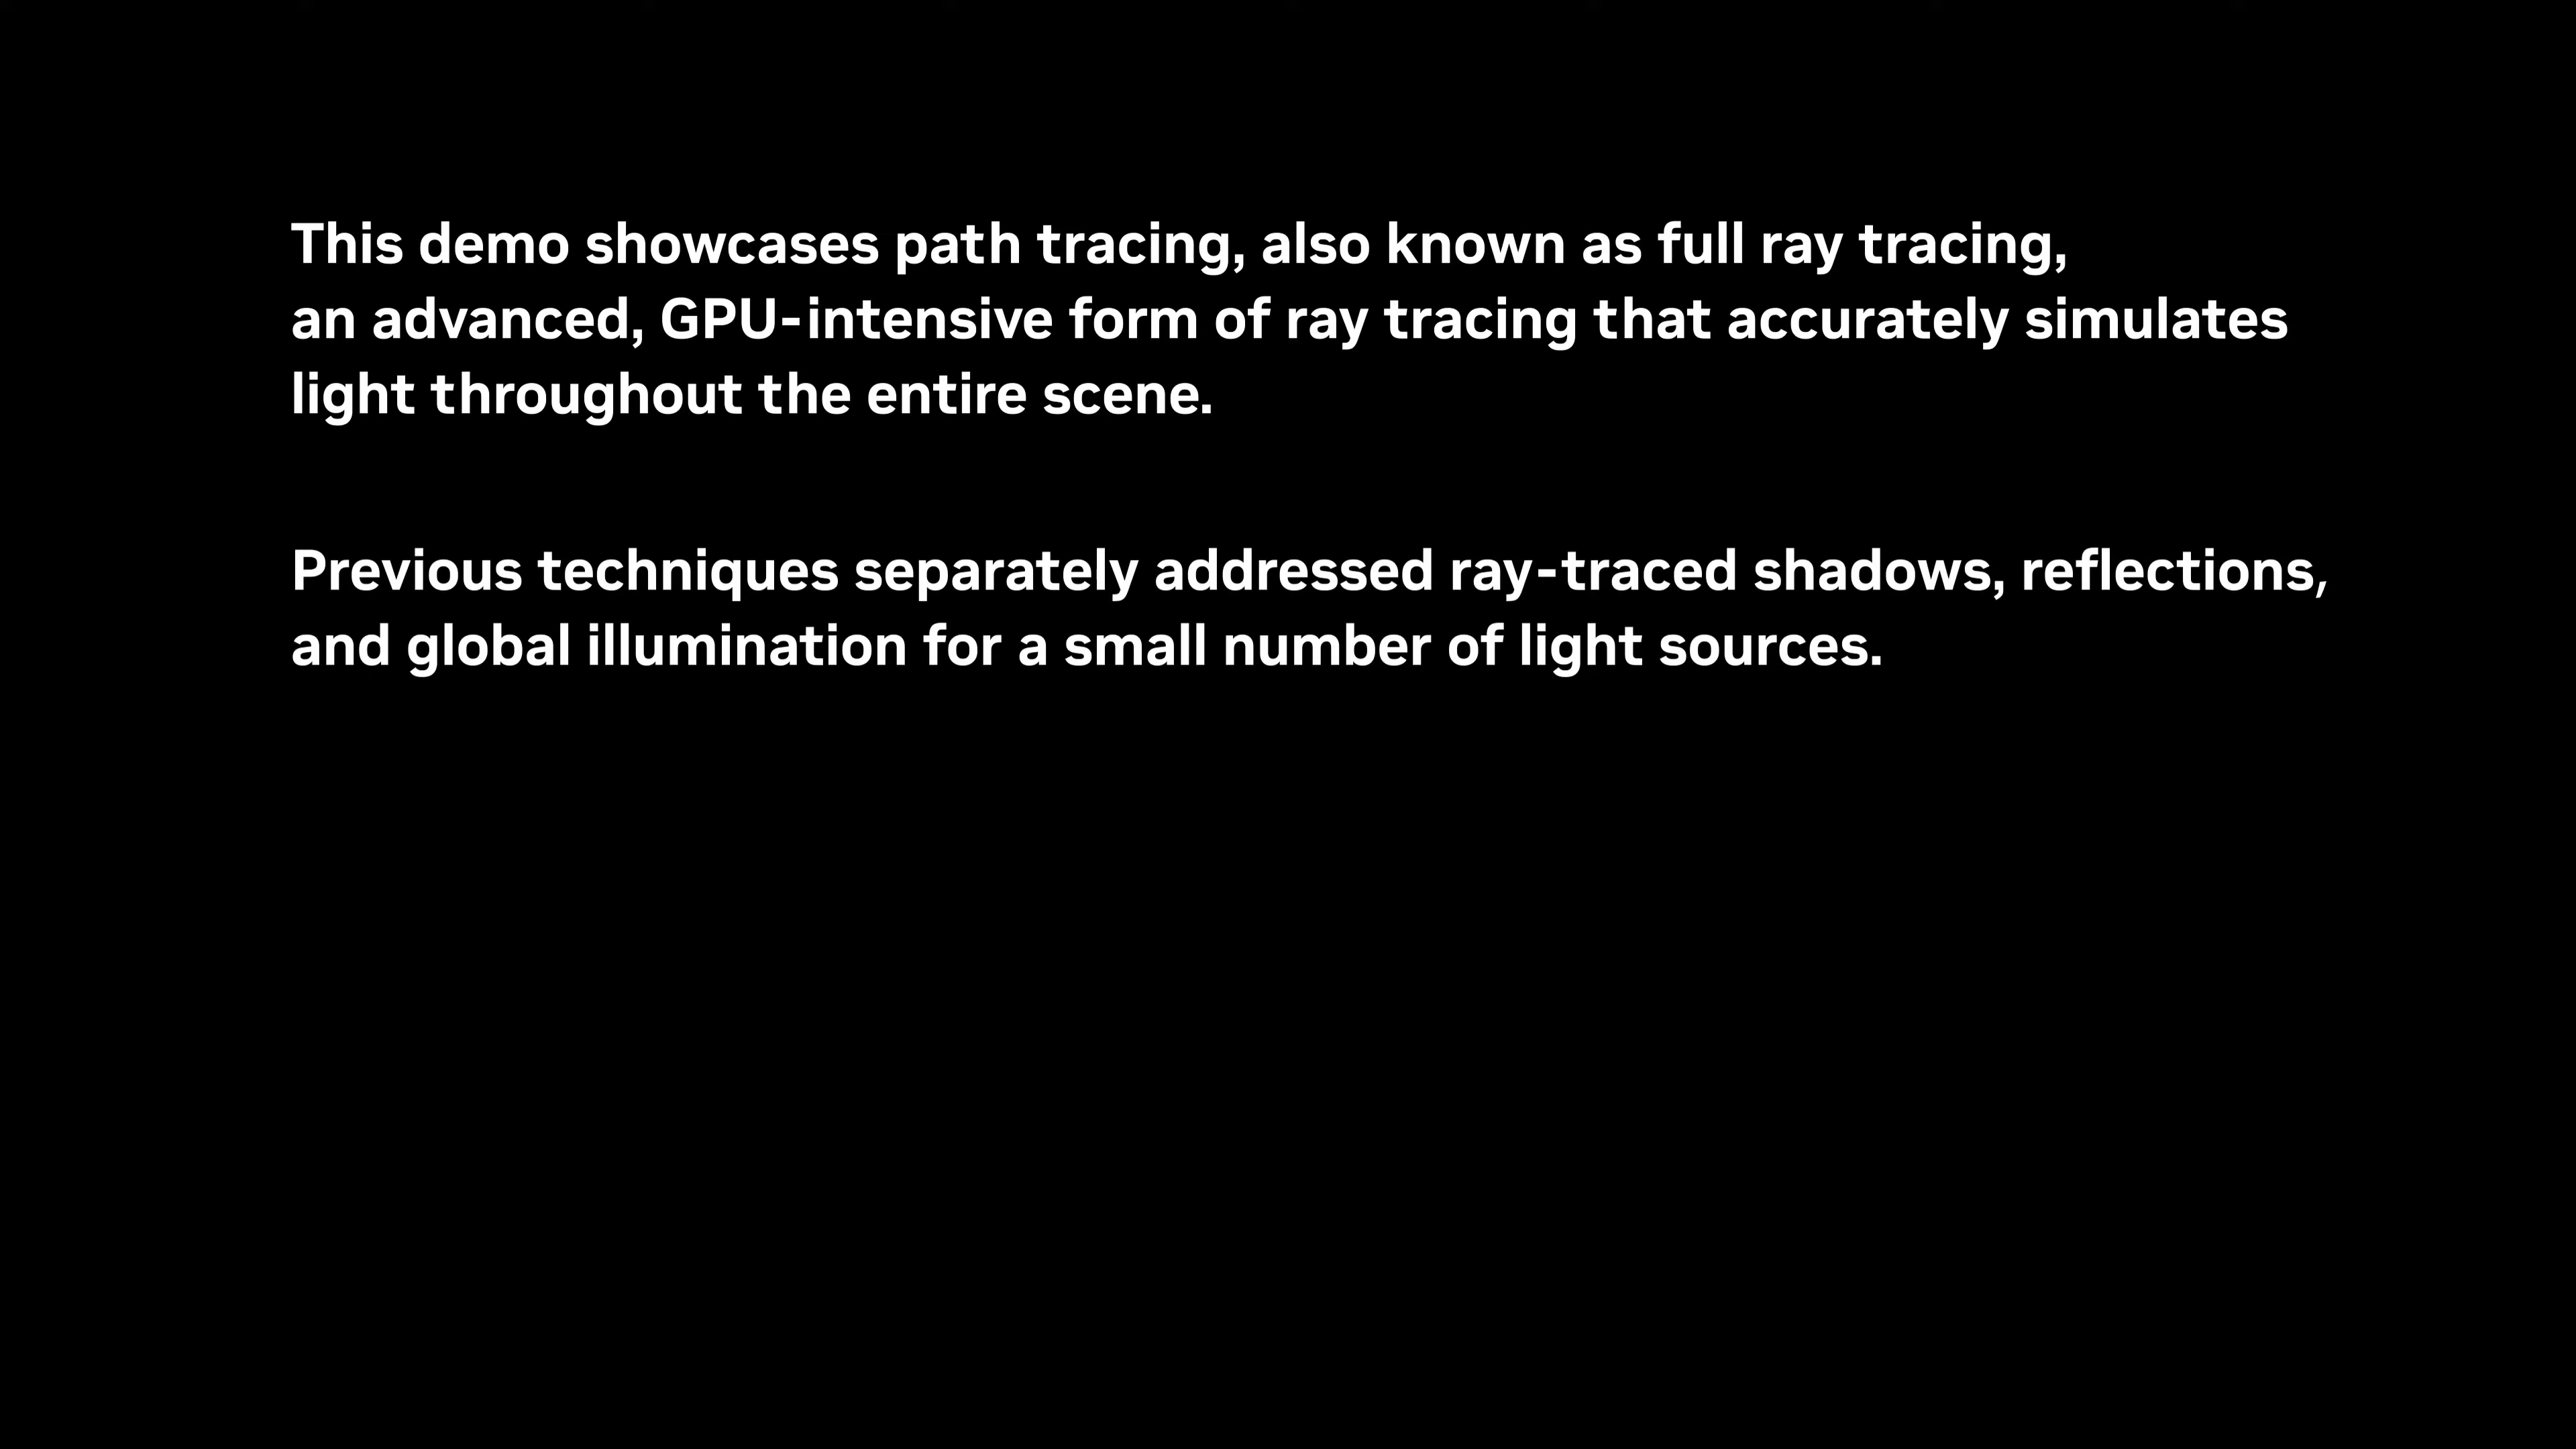 This demo showcases path tracing, also known as full ray tracing,
an advanced, GPU-intensive form of ray tracing that accurately simulates
light throughout the entire scene.
Previous techniques separately addressed ray-traced shadows, reflections,
and global illumination for a small number of light sources.